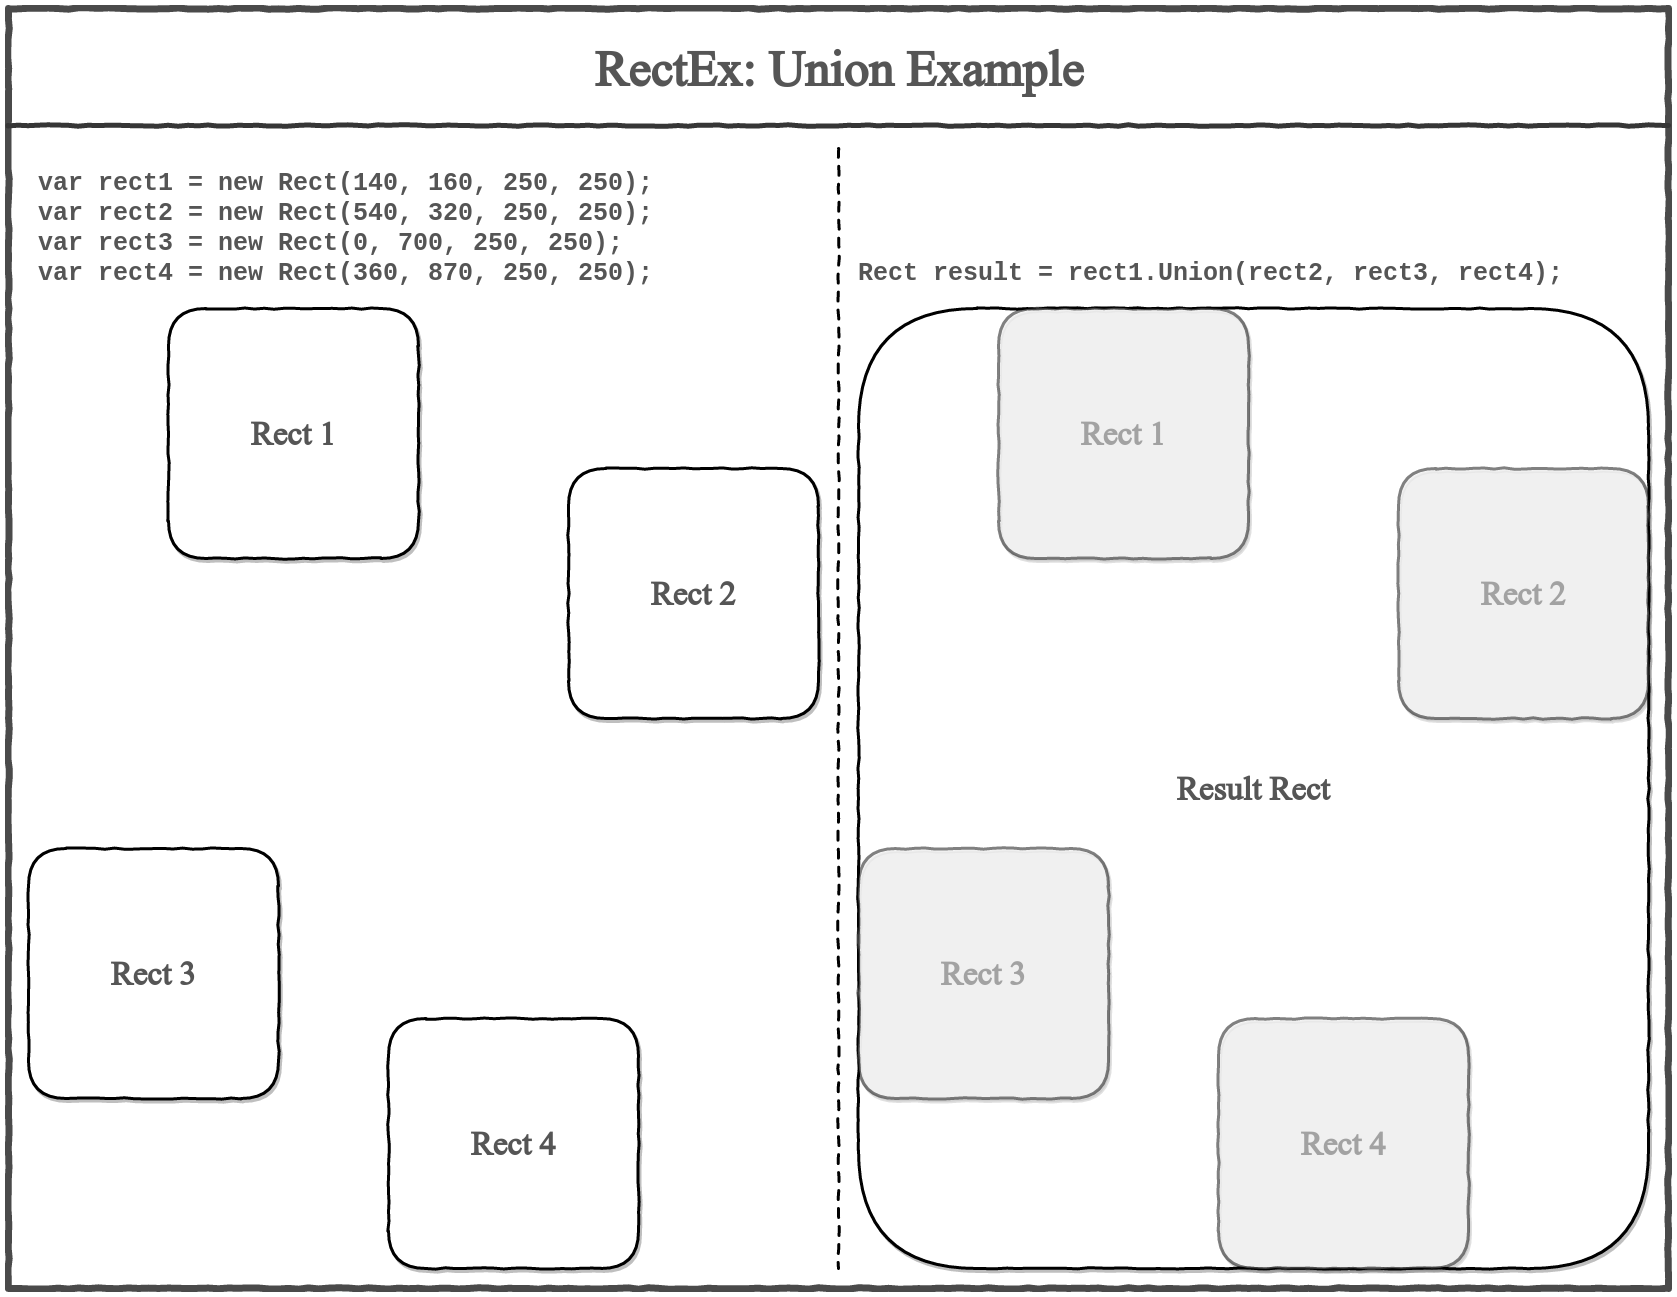 RectEx: Union Example
var rect1 = new Rect(140, 160, 250, 250);
var rect2 = new Rect(540, 320, 250, 250);
var rect3 = new Rect(0, 700, 250, 250);
var rect4 = new Rect(360, 870, 250, 250);
Rect 1
Rect 2
Rect 3
Rect 4
Rect result = rect1.Union(rect2, rect3, rect4);
Rect 1
Rect 2
Result Rect
Rect 3
Rect 4